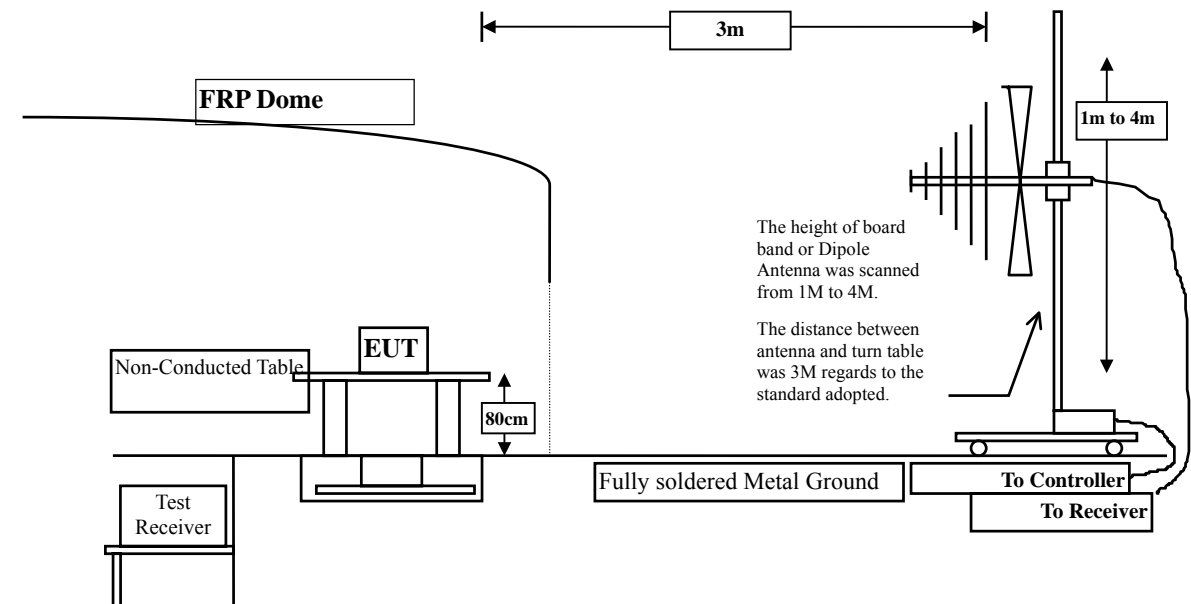 3m
FRP Dome
1m to 4m
The height of board
band or Dipole
Antenna was scanned
from 1M to 4M.
The distance between
antenna and turn table
was 3M regards to the
standard adopted.
EUT
Non-Conducted Table
80cm
Fully soldered Metal Ground
To Controller
To Receiver
Test
Receiver